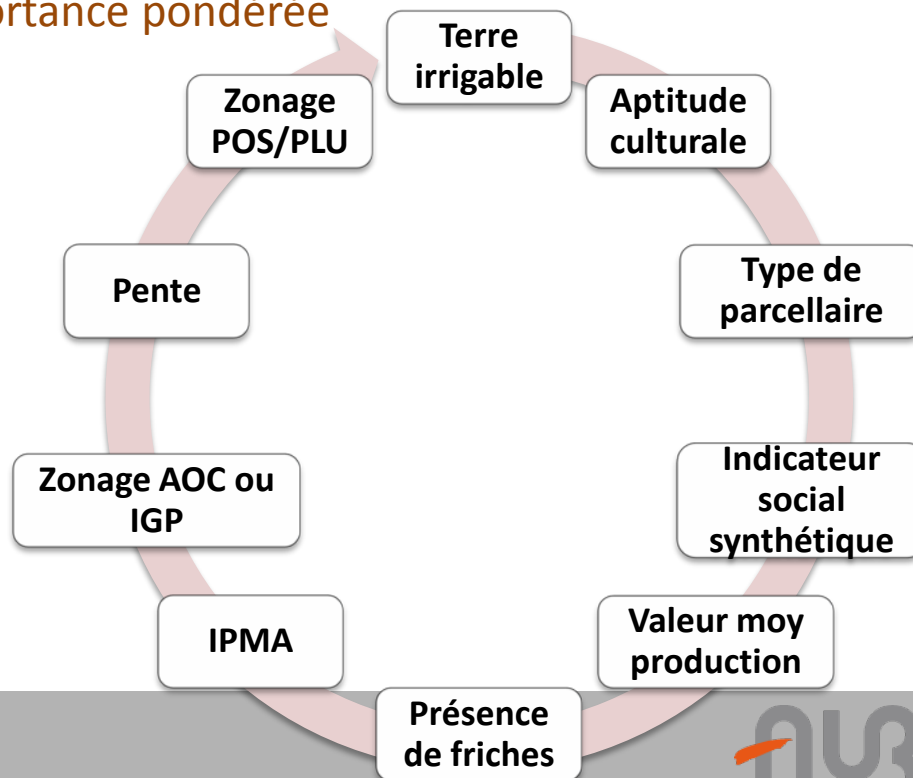 pondérée
Terre
irrigable
Zonage
POS/PLU
Aptitude
culturale
Pente
Type de
parcellaire
Zonage AOC ou
IGP
Indicateur
social
synthétique
IPMA
Valeur moy
production
Présence
de friches